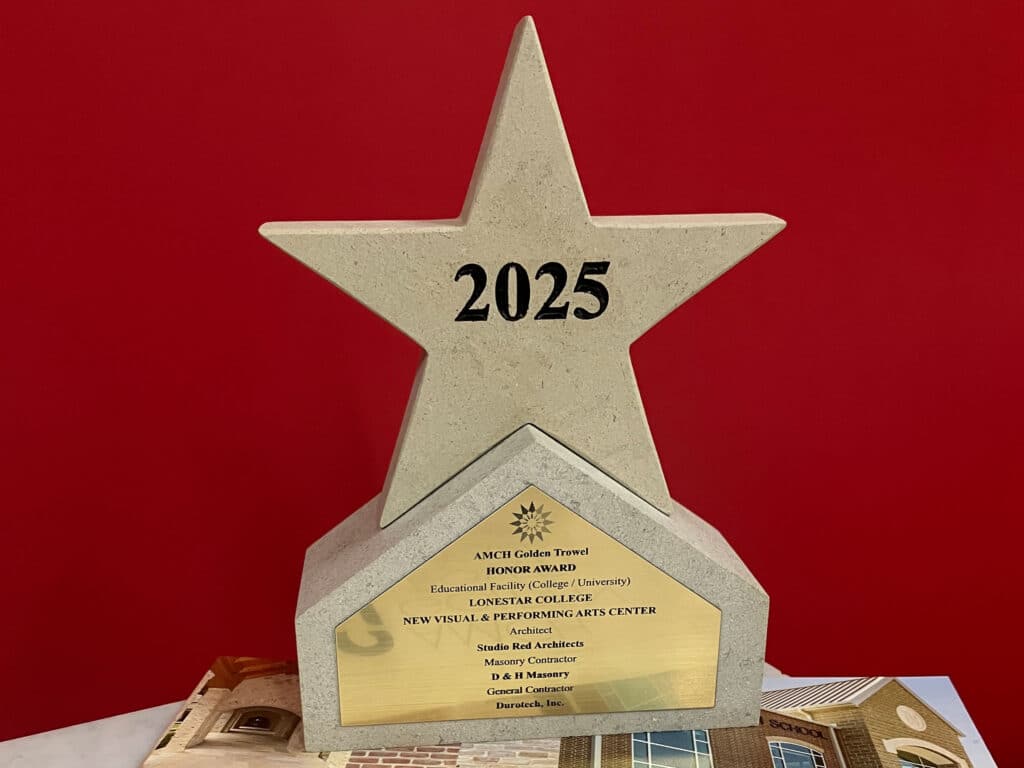 2025
AMCH Golden Trowel
HONOR AWARD
Educational Facility (College / University)
LONESTAR COLLEGE
NEW VISUAL & PERFORMING ARTS CENTER
Architect
Studio Red Architects
Masonry Contractor
D & H Masonry
General Contractor
Durotech, Inc.
SCHOOL